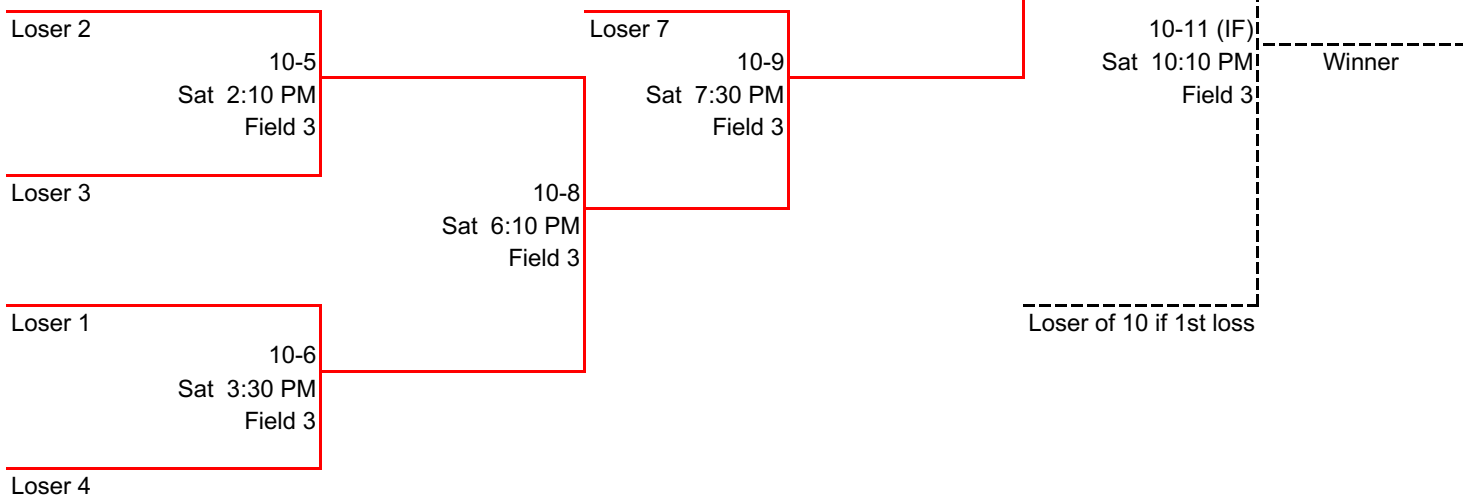 Loser 2
10-5
Sat 2:10 PM
Field 3
Loser 3
Loser 1
10-6
Sat 3:30 PM
Field 3
Loser 4
10-8
Sat 6:10 PM
Field 3
Loser 7
10-9
Sat 7:30 PM
Field 3
10-11 (IF)
Sat 10:10 PM
Field 3
Loser of 10 if 1st loss
Winner